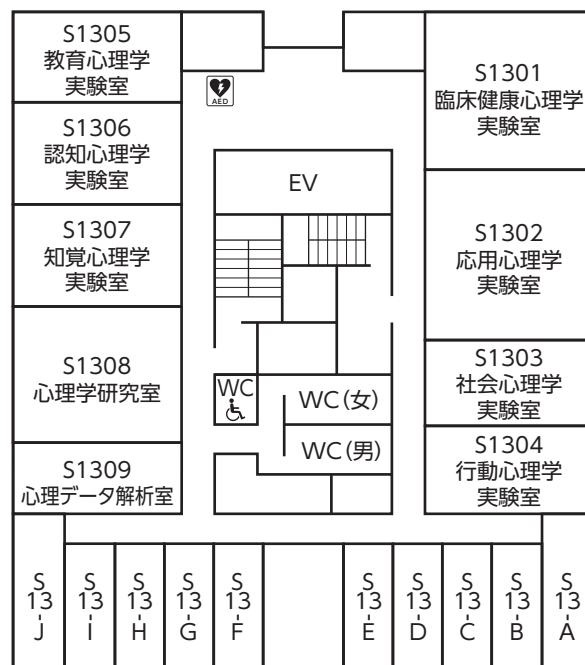 S1305
教育心理学
実験室
AED
S1301
臨床健康心理学
実験室
S1306
認知心理学
実験室
EV
S1302
応用心理学
実験室
S1307
知覚心理学
実験室
S1308
心理学研究室
S1303
社会心理学
実験室
WC
WC(女)
WC(男)
S1304
行動心理学
実験室
S1309
心理データ解析室
S13-J
S13-I
S13-H
S13-G
S13-F
S13-E
S13-D
S13-C
S13-B
S13-A